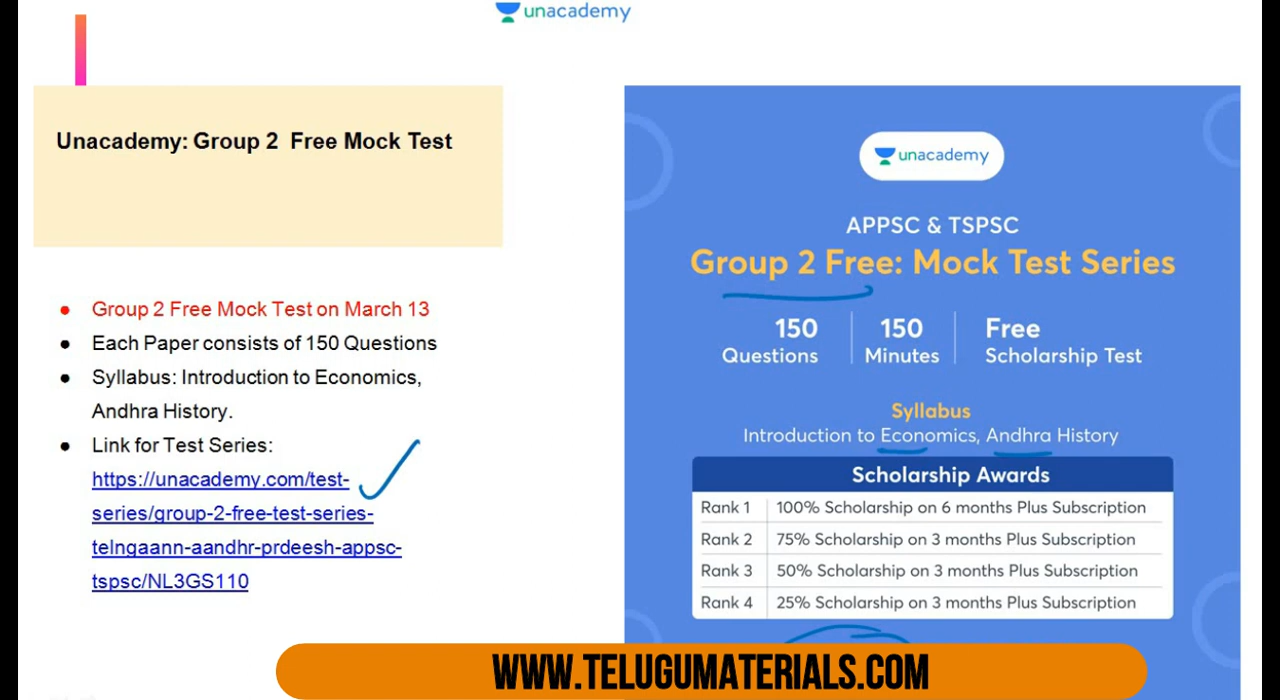 unacademy
Unacademy: Group 2 Free Mock Test
Group 2 Free Mock Test on March 13
Each Paper consists of 150 Questions
Syllabus: Introduction to Economics,
Andhra History.
Link for Test Series:
https://unacademy.com/test-
series/group-2-free-test-series-
telngaann-aandhr-prdeesh-appsc-
tspsc/NL3GS110
unacademy
APPSC & TSPSC
Group 2 Free: Mock Test Series
150 Questions
150 Minutes
Free Scholarship Test
Syllabus
Introduction to Economics, Andhra History
Scholarship Awards
Rank 1 100% Scholarship on 6 months Plus Subscription
Rank 2 75% Scholarship on 3 months Plus Subscription
Rank 3 50% Scholarship on 3 months Plus Subscription
Rank 4 25% Scholarship on 3 months Plus Subscription
WWW.TELUGUMATERIALS.COM